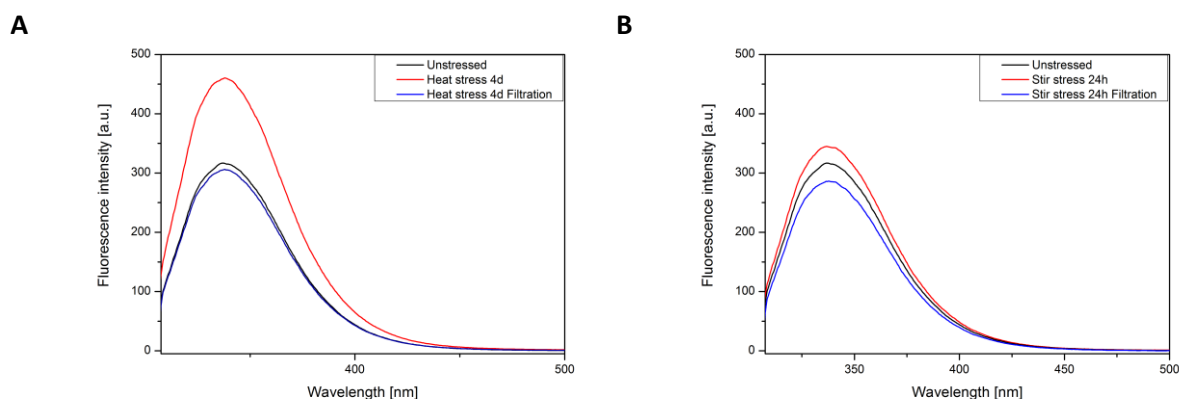 A
B
500
400
300
200
100
0
Fluorescence intensity [a.u.]
Unstressed
Heat stress 4d
Heat stress 4d Filtration
400
500
Wavelength [nm]
500
400
300
200
100
0
Fluorescence intensity [a.u.]
Unstressed
Stir stress 24h
Stir stress 24h Filtration
350
400
450
500
Wavelength [nm]